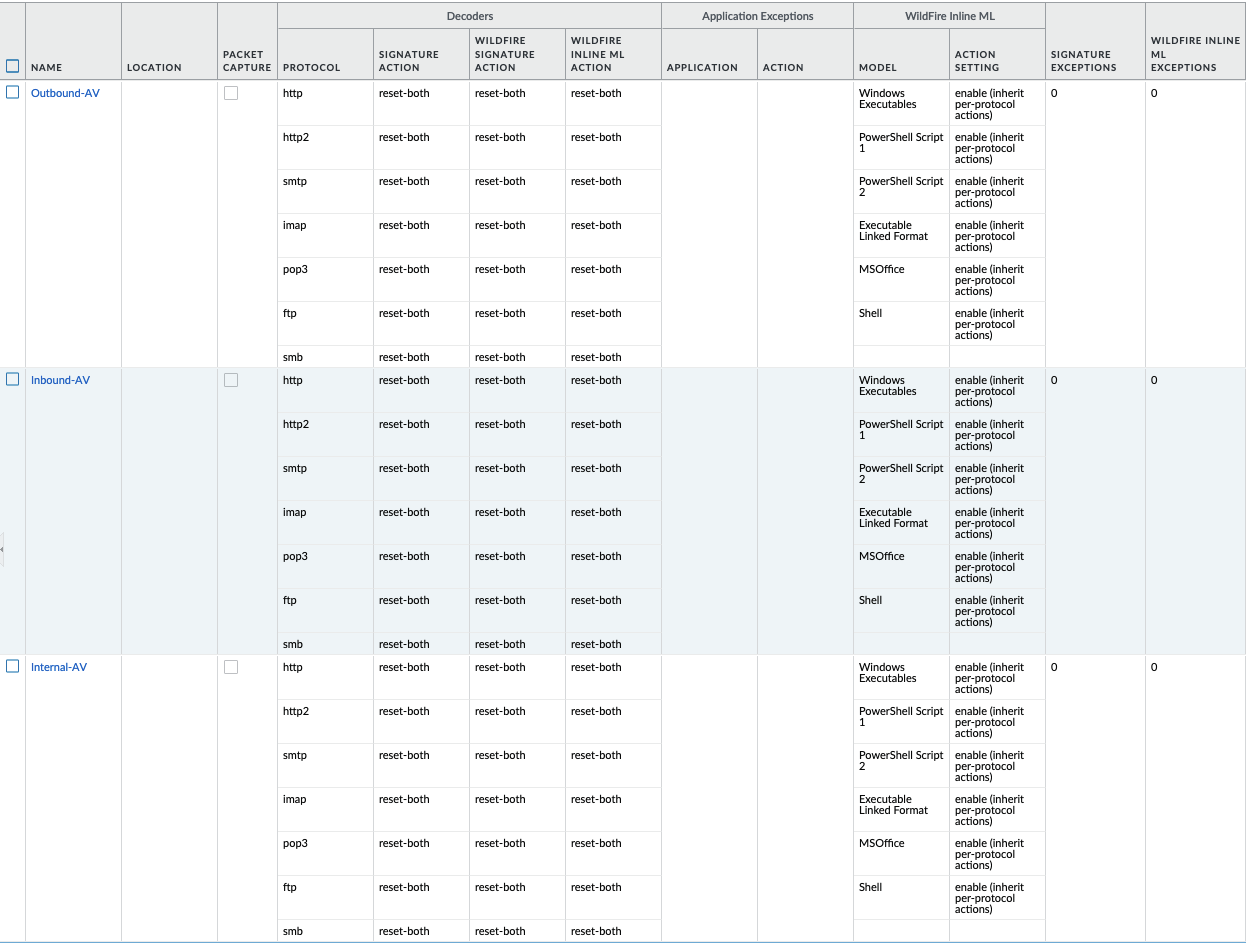 Decoders Application Exceptions WildFire Inline ML
NAME LOCATION PACKET CAPTURE PROTOCOL SIGNATURE ACTION WILDFIRE SIGNATURE ACTION WILDFIRE INLINE ML ACTION APPLICATION ACTION MODEL ACTION SETTING SIGNATURE EXCEPTIONS WILDFIRE INLINE ML EXCEPTIONS
Outbound-AV http reset-both reset-both reset-both Windows Executables enable (inherit per-protocol actions) 0 0
http2 reset-both reset-both reset-both PowerShell Script 1 enable (inherit per-protocol actions)
smtp reset-both reset-both reset-both PowerShell Script 2 enable (inherit per-protocol actions)
imap reset-both reset-both reset-both Executable Linked Format enable (inherit per-protocol actions)
pop3 reset-both reset-both reset-both MSOffice enable (inherit per-protocol actions)
ftp reset-both reset-both reset-both Shell enable (inherit per-protocol actions)
smb reset-both reset-both reset-both
Inbound-AV http reset-both reset-both reset-both Windows Executables enable (inherit per-protocol actions) 0 0
http2 reset-both reset-both reset-both PowerShell Script 1 enable (inherit per-protocol actions)
smtp reset-both reset-both reset-both PowerShell Script 2 enable (inherit per-protocol actions)
imap reset-both reset-both reset-both Executable Linked Format enable (inherit per-protocol actions)
pop3 reset-both reset-both reset-both MSOffice enable (inherit per-protocol actions)
ftp reset-both reset-both reset-both Shell enable (inherit per-protocol actions)
smb reset-both reset-both reset-both
Internal-AV http reset-both reset-both reset-both Windows Executables enable (inherit per-protocol actions) 0 0
http2 reset-both reset-both reset-both PowerShell Script 1 enable (inherit per-protocol actions)
smtp reset-both reset-both reset-both PowerShell Script 2 enable (inherit per-protocol actions)
imap reset-both reset-both reset-both Executable Linked Format enable (inherit per-protocol actions)
pop3 reset-both reset-both reset-both MSOffice enable (inherit per-protocol actions)
ftp reset-both reset-both reset-both Shell enable (inherit per-protocol actions)
smb reset-both reset-both reset-both